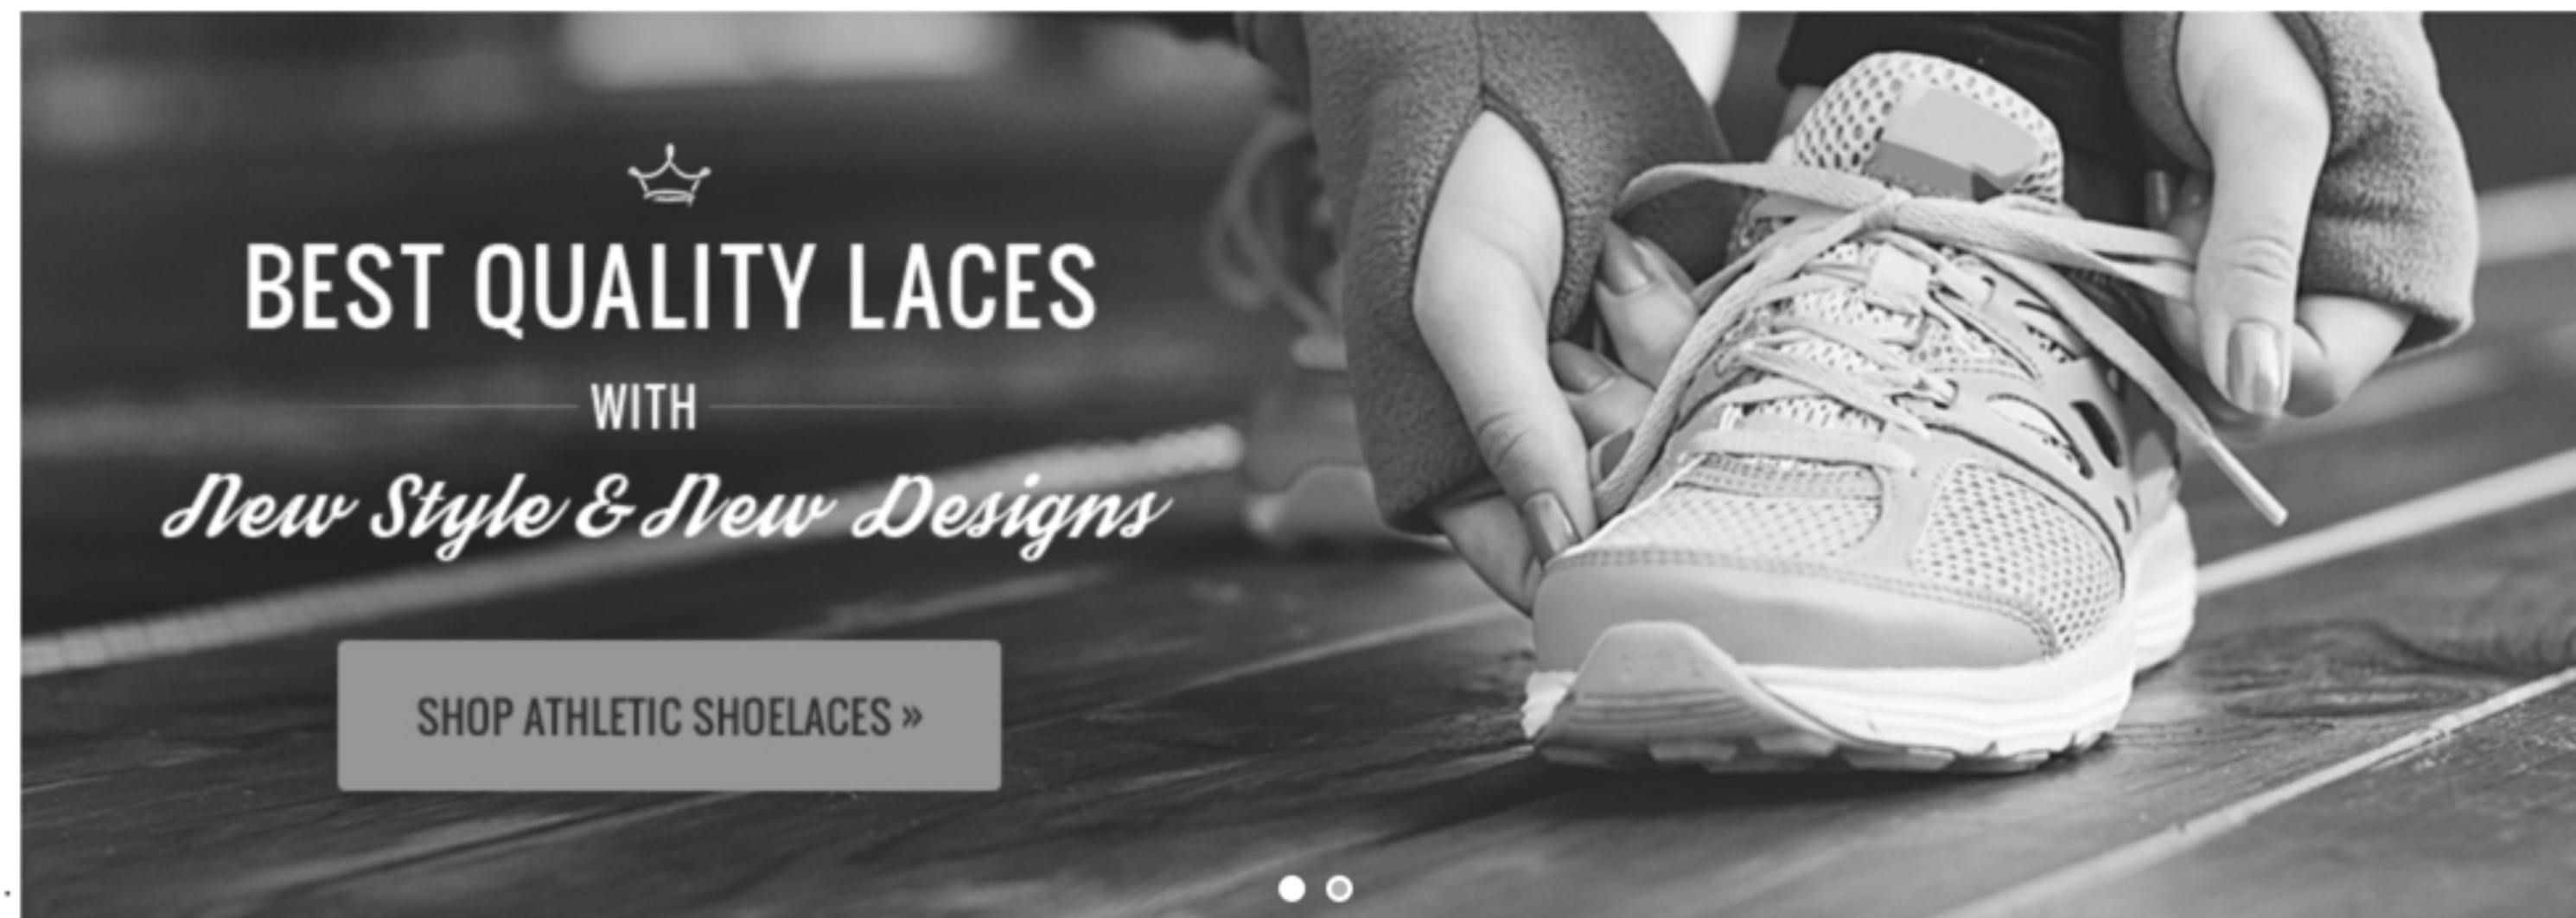 BEST QUALITY LACES
WITH
New Style & New Designs
SHOP ATHLETIC SHOELACES »